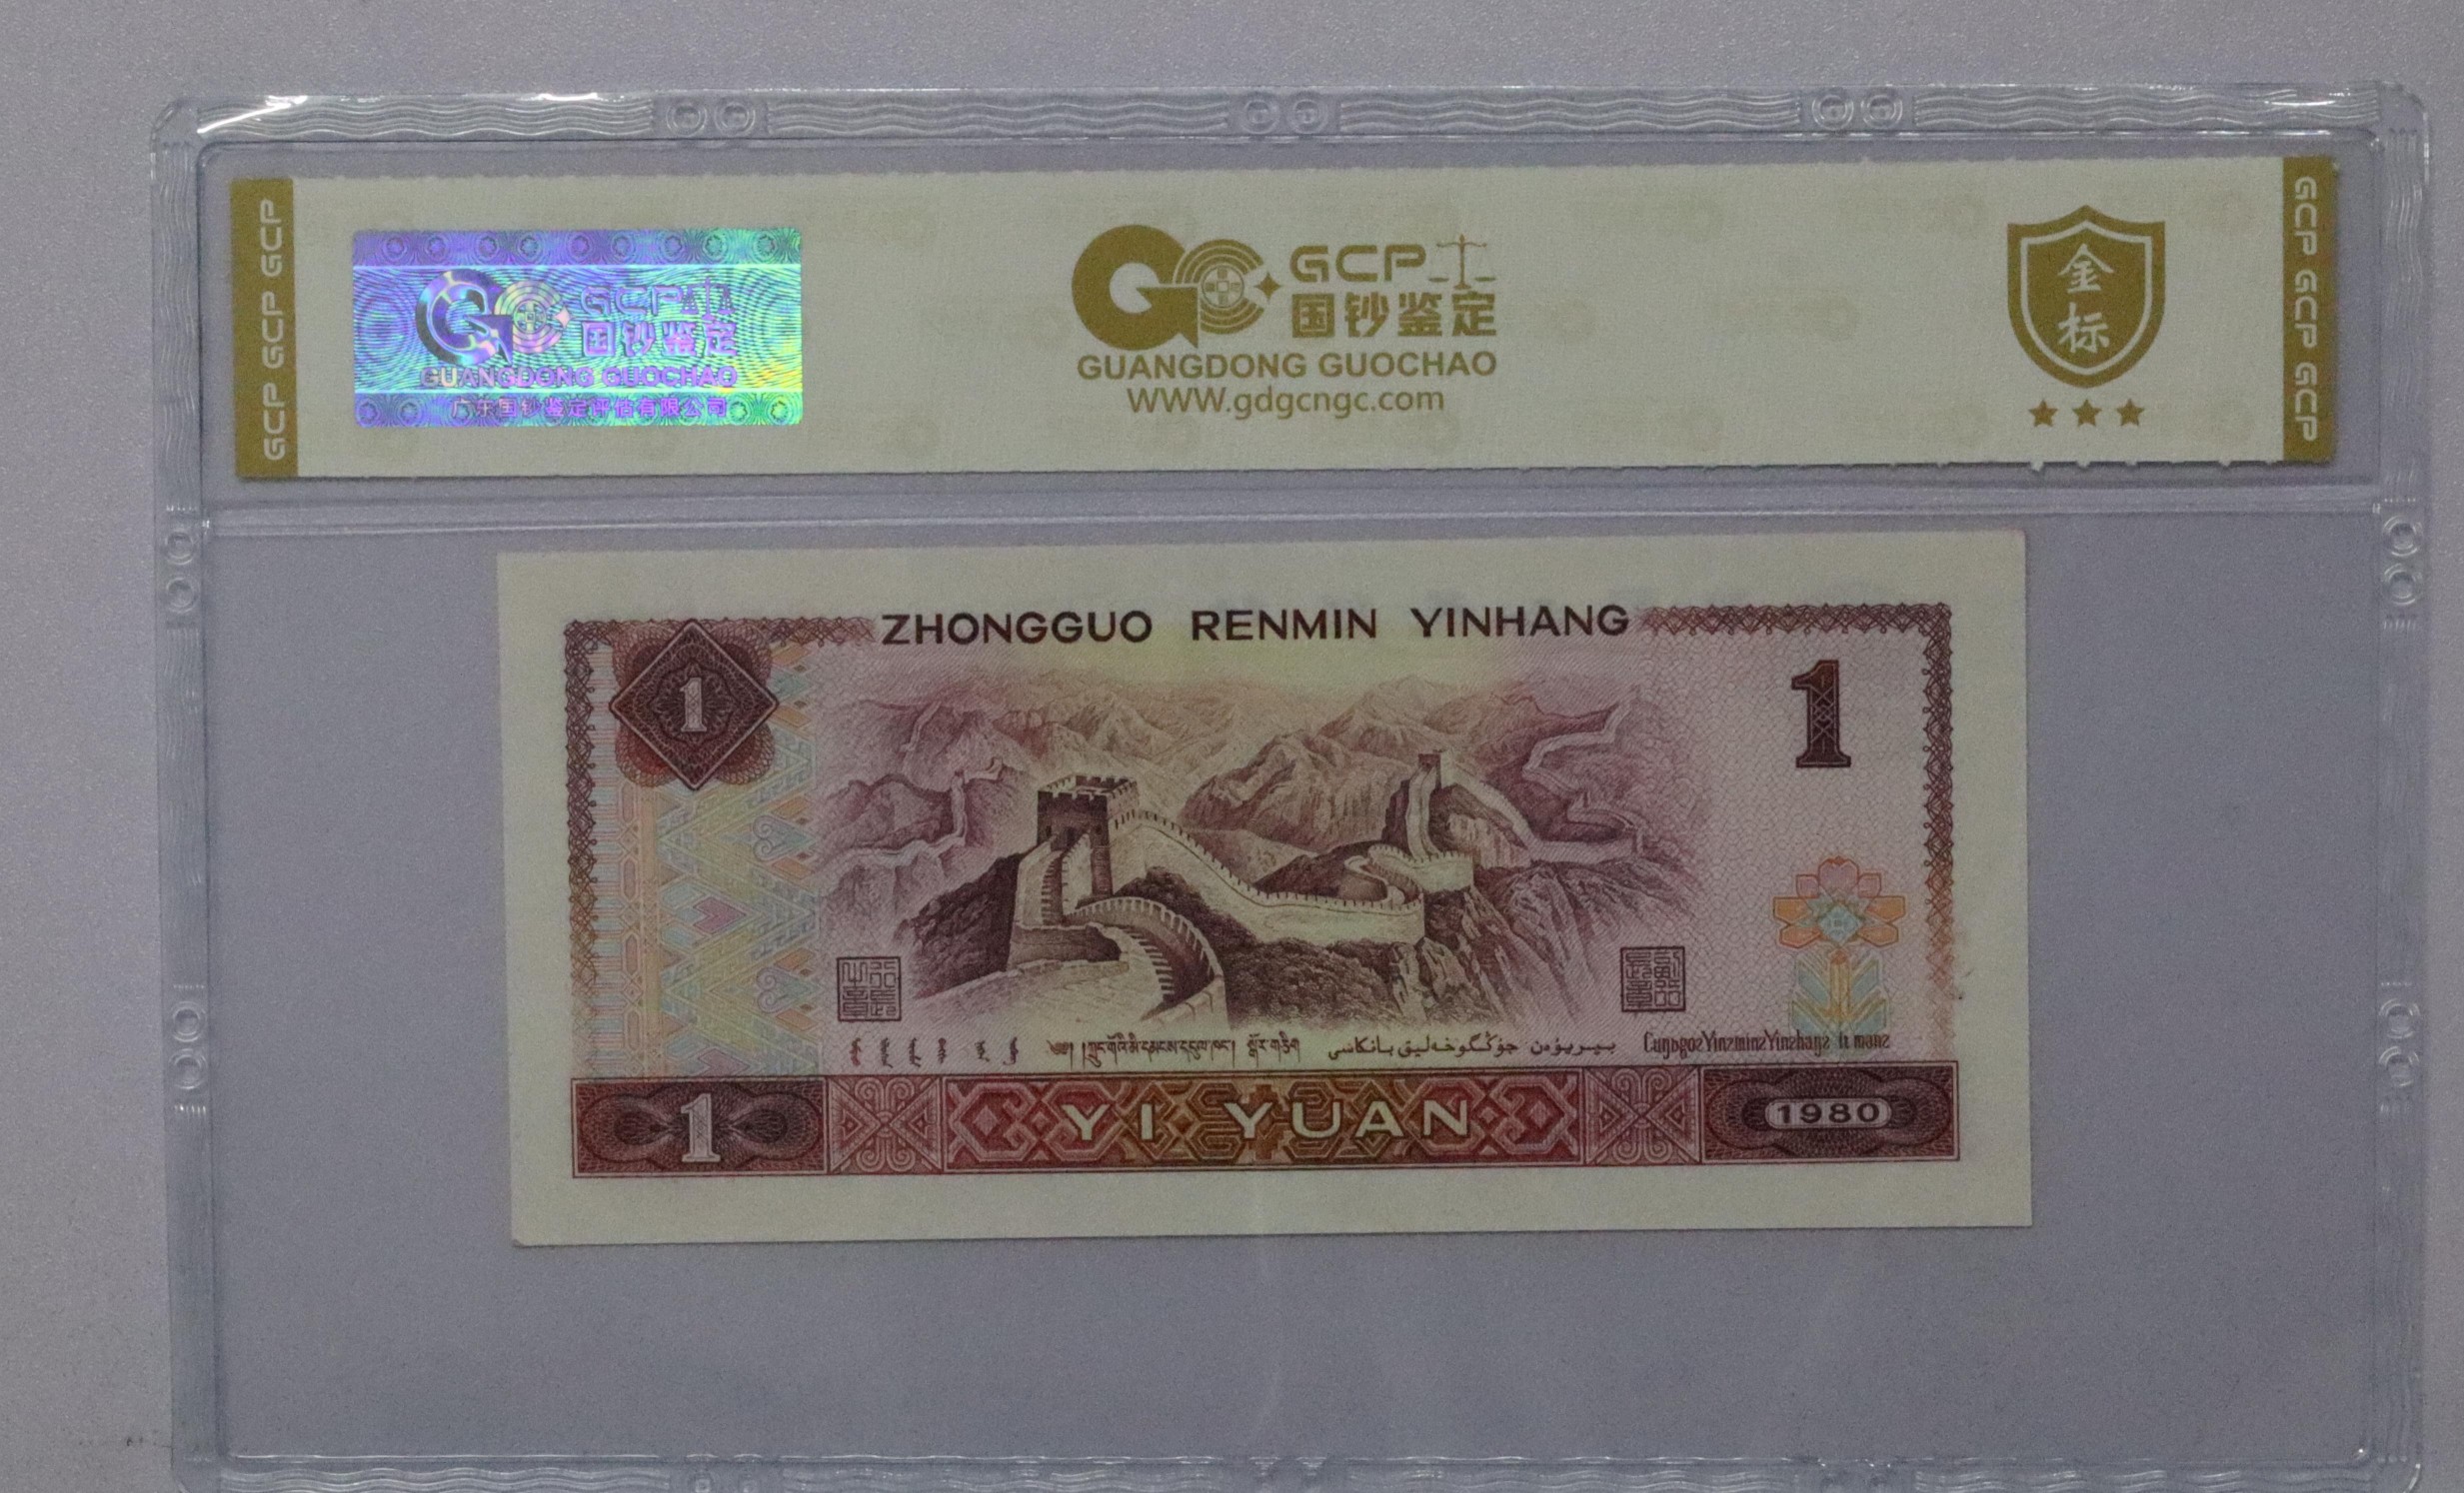 GCP GCP GCP
GCP
国钞鉴定
GUANGDONG GUOCHAO
广东国钞鉴定评估有限公司
GCP
国钞鉴定
GUANGDONG GUOCHAO
WWW.gdgcngc.com
金
标
GCP GCP GCP
ZHONGGUO RENMIN YINHANG
1
1
YI YUAN
1
1980